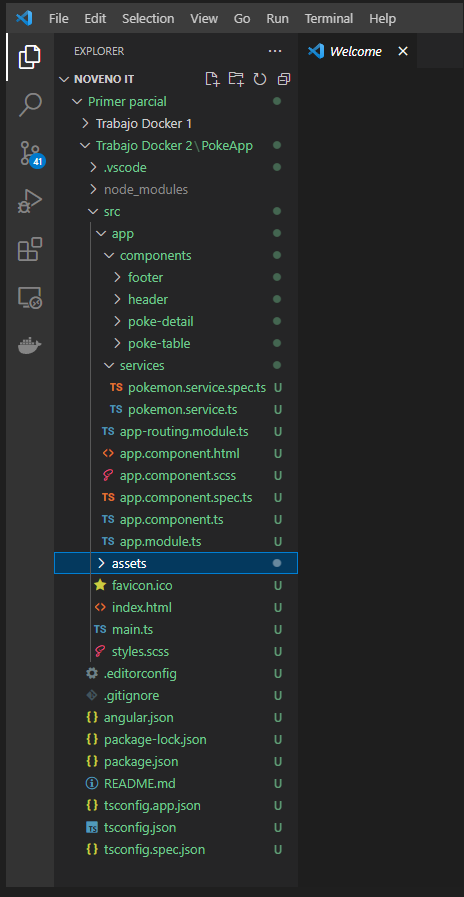 File Edit Selection View Go Run Terminal Help
EXPLORER ...
Welcome
NOVENO IT
Primer parcial
Trabajo Docker 1
Trabajo Docker 2\PokeApp
.vscode
node_modules
src
app
components
footer
header
poke-detail
poke-table
services
TS pokemon.service.spec.ts U
TS pokemon.service.ts U
TS app-routing.module.ts U
<> app.component.html U
app.component.scss U
TS app.component.spec.ts U
TS app.component.ts U
TS app.module.ts U
assets
favicon.ico U
<> index.html U
TS main.ts U
styles.scss U
.editorconfig U
.gitignore U
{} angular.json U
{} package-lock.json U
{} package.json U
README.md U
{} tsconfig.app.json U
TS tsconfig.json U
{} tsconfig.spec.json U
41